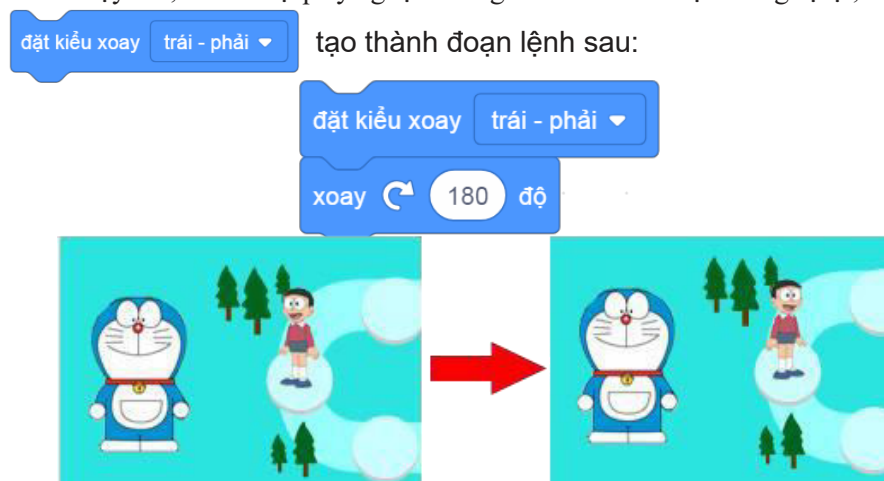 đặt kiểu xoay trái - phải tạo thành đoạn lệnh sau:
đặt kiểu xoay trái - phải
xoay 180 độ